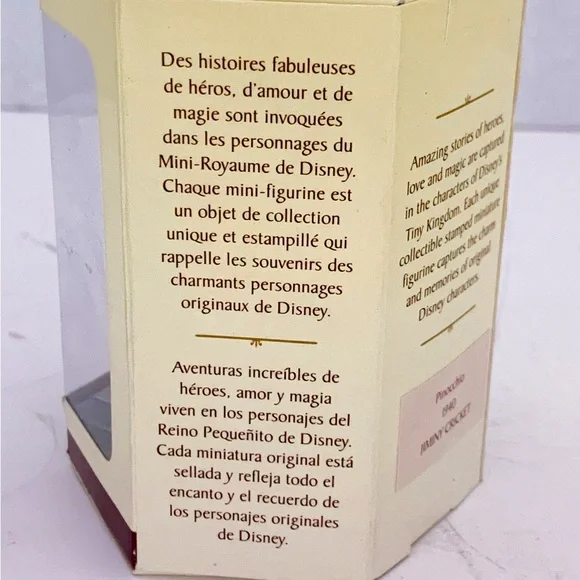 Des histoires fabuleuses
de héros, d'amour et de
magie sont invoquées
dans les personnages du
Mini-Royaume de Disney.
Chaque mini-figurine est
un objet de collection
unique et estampillé qui
rappelle les souvenirs des
charmants personnages
originaux de Disney.
Aventuras increíbles de
héroes, amor y magia
viven en los personajes del
Reino Pequeñito de Disney.
Cada miniatura original está
sellada y refleja todo el
encanto y el recuerdo de
los personajes originales
de Disney.
Amazing stories of heroes,
love and magic are captured
in the characters of Disney's
Tiny Kingdom. Each unique
collectible stamped miniature
figurine captures the charm
and memories of original
Disney characters.
Pinocchio
1940
JIMINY CRICKET